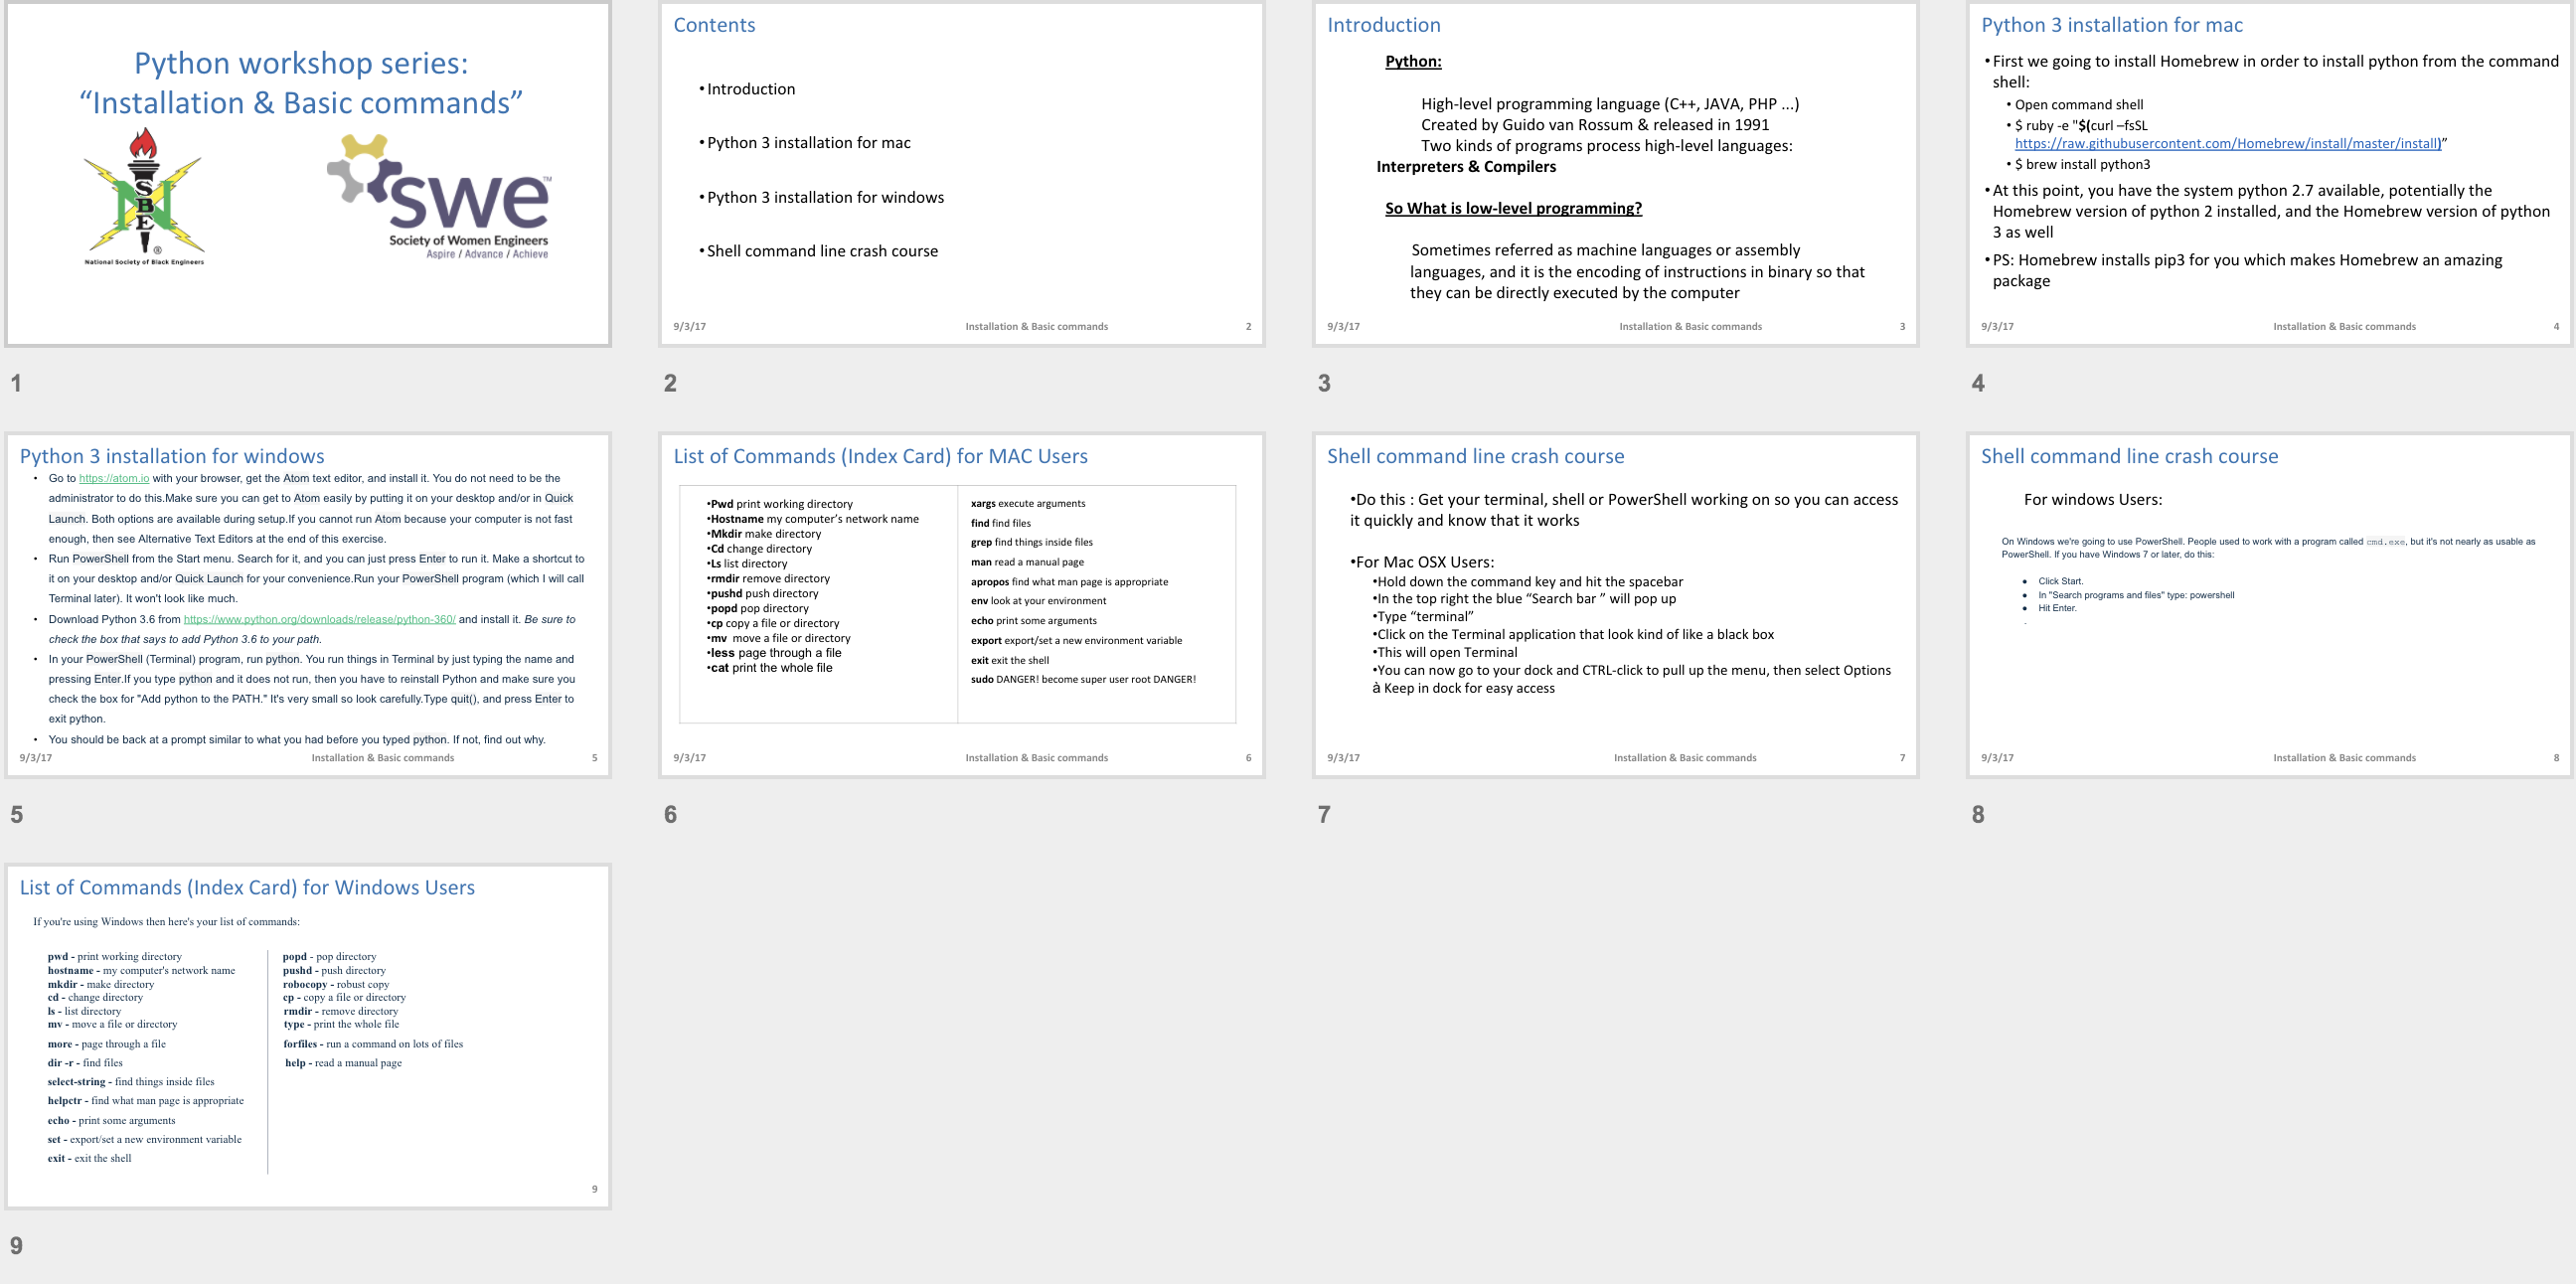 Python workshop series:
“Installation & Basic commands”
NSBE
®
National Society of Black Engineers
swe™
Society of Women Engineers
Aspire / Advance / Achieve
1
Contents
•Introduction
•Python 3 installation for mac
•Python 3 installation for windows
•Shell command line crash course
9/3/17 Installation & Basic commands 2
2
Introduction
Python:
High-level programming language (C++, JAVA, PHP ...)
Created by Guido van Rossum & released in 1991
Two kinds of programs process high-level languages:
Interpreters & Compilers
So What is low-level programming?
Sometimes referred as machine languages or assembly
languages, and it is the encoding of instructions in binary so that
they can be directly executed by the computer
9/3/17 Installation & Basic commands 3
3
Python 3 installation for mac
•First we going to install Homebrew in order to install python from the command
shell:
• Open command shell
• $ ruby -e "$(curl –fsSL
https://raw.githubusercontent.com/Homebrew/install/master/install)”
• $ brew install python3
•At this point, you have the system python 2.7 available, potentially the
Homebrew version of python 2 installed, and the Homebrew version of python
3 as well
•PS: Homebrew installs pip3 for you which makes Homebrew an amazing
package
9/3/17 Installation & Basic commands 4
4
Python 3 installation for windows
• Go to https://atom.io with your browser, get the Atom text editor, and install it. You do not need to be the
administrator to do this.Make sure you can get to Atom easily by putting it on your desktop and/or in Quick
Launch. Both options are available during setup.If you cannot run Atom because your computer is not fast
enough, then see Alternative Text Editors at the end of this exercise.
• Run PowerShell from the Start menu. Search for it, and you can just press Enter to run it. Make a shortcut to
it on your desktop and/or Quick Launch for your convenience.Run your PowerShell program (which I will call
Terminal later). It won't look like much.
• Download Python 3.6 from https://www.python.org/downloads/release/python-360/ and install it. Be sure to
check the box that says to add Python 3.6 to your path.
• In your PowerShell (Terminal) program, run python. You run things in Terminal by just typing the name and
pressing Enter.If you type python and it does not run, then you have to reinstall Python and make sure you
check the box for "Add python to the PATH." It's very small so look carefully.Type quit(), and press Enter to
exit python.
• You should be back at a prompt similar to what you had before you typed python. If not, find out why.
9/3/17 Installation & Basic commands 5
5
List of Commands (Index Card) for MAC Users
•Pwd print working directory
•Hostname my computer’s network name
•Mkdir make directory
•Cd change directory
•Ls list directory
•rmdir remove directory
•pushd push directory
•popd pop directory
•cp copy a file or directory
•mv move a file or directory
•less page through a file
•cat print the whole file
xargs execute arguments
find find files
grep find things inside files
man read a manual page
apropos find what man page is appropriate
env look at your environment
echo print some arguments
export export/set a new environment variable
exit exit the shell
sudo DANGER! become super user root DANGER!
9/3/17 Installation & Basic commands 6
6
Shell command line crash course
•Do this : Get your terminal, shell or PowerShell working on so you can access
it quickly and know that it works
•For Mac OSX Users:
•Hold down the command key and hit the spacebar
•In the top right the blue “Search bar ” will pop up
•Type “terminal”
•Click on the Terminal application that look kind of like a black box
•This will open Terminal
•You can now go to your dock and CTRL-click to pull up the menu, then select Options
à Keep in dock for easy access
9/3/17 Installation & Basic commands 7
7
Shell command line crash course
For windows Users:
On Windows we're going to use PowerShell. People used to work with a program called cmd.exe, but it's not nearly as usable as
PowerShell. If you have Windows 7 or later, do this:
● Click Start.
● In "Search programs and files" type: powershell
● Hit Enter.
9/3/17 Installation & Basic commands 8
8
List of Commands (Index Card) for Windows Users
If you're using Windows then here's your list of commands:
pwd - print working directory
hostname - my computer's network name
mkdir - make directory
cd - change directory
ls - list directory
mv - move a file or directory
more - page through a file
dir -r - find files
select-string - find things inside files
helpctr - find what man page is appropriate
echo - print some arguments
set - export/set a new environment variable
exit - exit the shell
popd - pop directory
pushd - push directory
robocopy - robust copy
cp - copy a file or directory
rmdir - remove directory
type - print the whole file
forfiles - run a command on lots of files
help - read a manual page
9
9